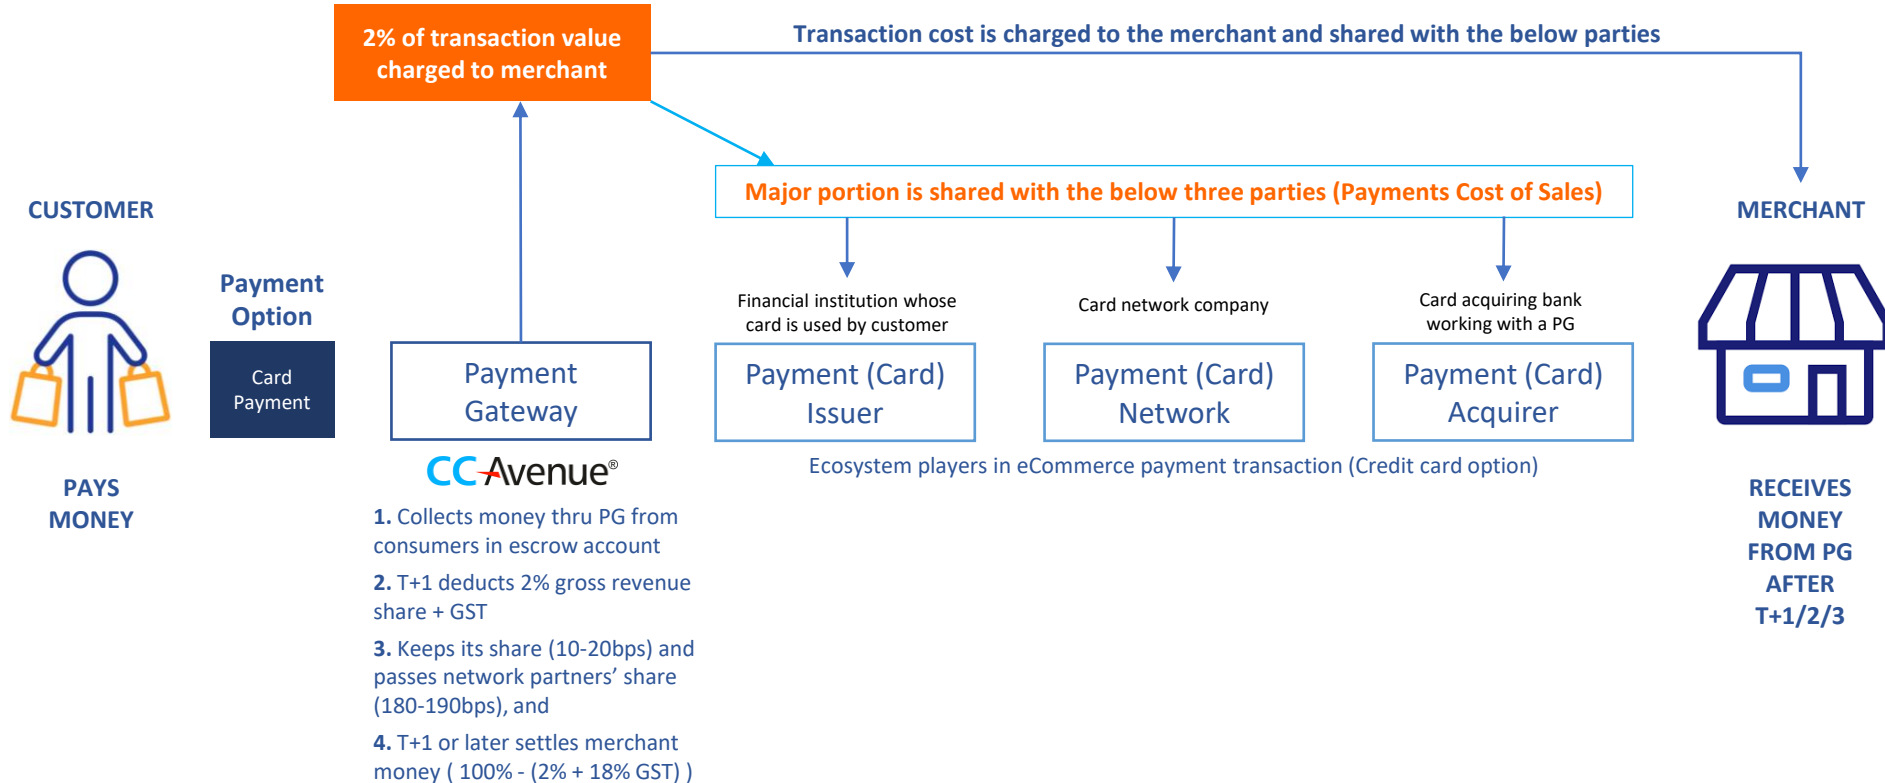 2% of transaction value
charged to merchant
Transaction cost is charged to the merchant and shared with the below parties
Major portion is shared with the below three parties (Payments Cost of Sales)
CUSTOMER
MERCHANT
Payment
Option
Card
Payment
Payment
Gateway
Financial institution whose
card is used by customer
Payment (Card)
Issuer
Card network company
Payment (Card)
Network
Card acquiring bank
working with a PG
Payment (Card)
Acquirer
CCAvenue®
Ecosystem players in eCommerce payment transaction (Credit card option)
PAYS
MONEY
1. Collects money thru PG from
consumers in escrow account
2. T+1 deducts 2% gross revenue
share + GST
3. Keeps its share (10-20bps) and
passes network partners’ share
(180-190bps), and
4. T+1 or later settles merchant
money ( 100% - (2% + 18% GST) )
RECEIVES
MONEY
FROM PG
AFTER
T+1/2/3